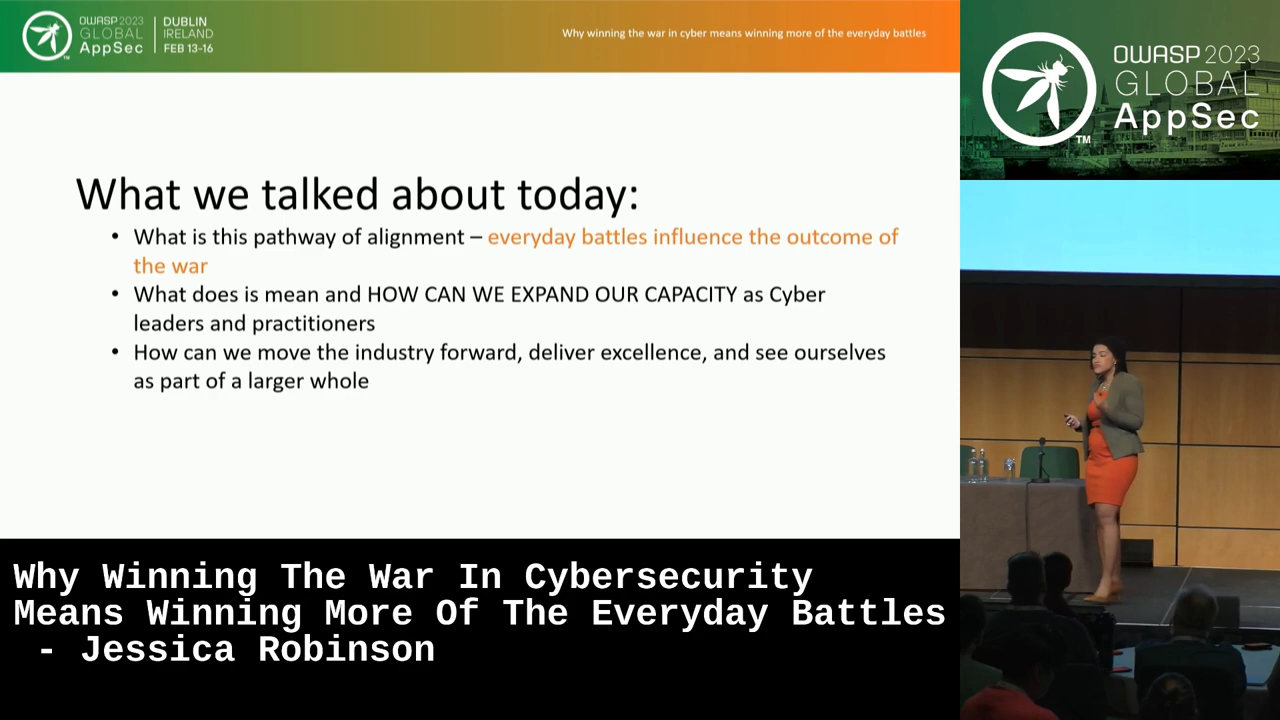 OWASP 2023
GLOBAL
AppSec
TM
DUBLIN
IRELAND
FEB 13-16
Why winning the war in cyber means winning more of the everyday battles
OWASP 2023
GLOBAL
AppSec
TM
What we talked about today:
• What is this pathway of alignment – everyday battles influence the outcome of
the war
• What does is mean and HOW CAN WE EXPAND OUR CAPACITY as Cyber
leaders and practitioners
• How can we move the industry forward, deliver excellence, and see ourselves
as part of a larger whole
Why Winning The War In Cybersecurity
Means Winning More Of The Everyday Battles
- Jessica Robinson